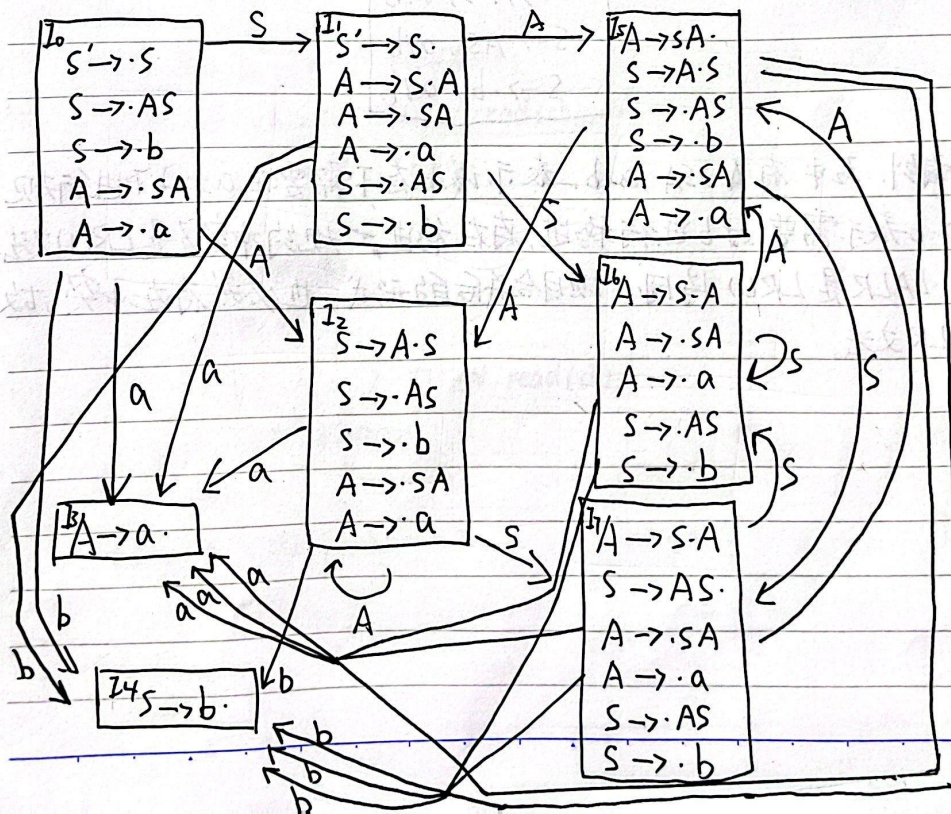 I0
S' → ·S
S → ·AS
S → ·b
A → ·SA
A → ·a
S
I1
S' → S·
A → S·A
A → ·SA
A → ·a
S → ·AS
S → ·b
A
I5
A → SA·
S → A·S
S → ·AS
S → ·b
A → ·SA
A → ·a
A
A
a
a
I2
S → A·S
S → ·AS
S → ·b
A → ·SA
A → ·a
S
A
A
I6
A → S·A
A → ·SA
A → ·a
S → ·AS
S → ·b
S
S
S
a
I3
A → a·
S
A
I7
A → S·A
S → AS·
A → ·SA
A → ·a
S → ·AS
S → ·b
a
a
a
b
b
I4
S → b·
b
b
b
b